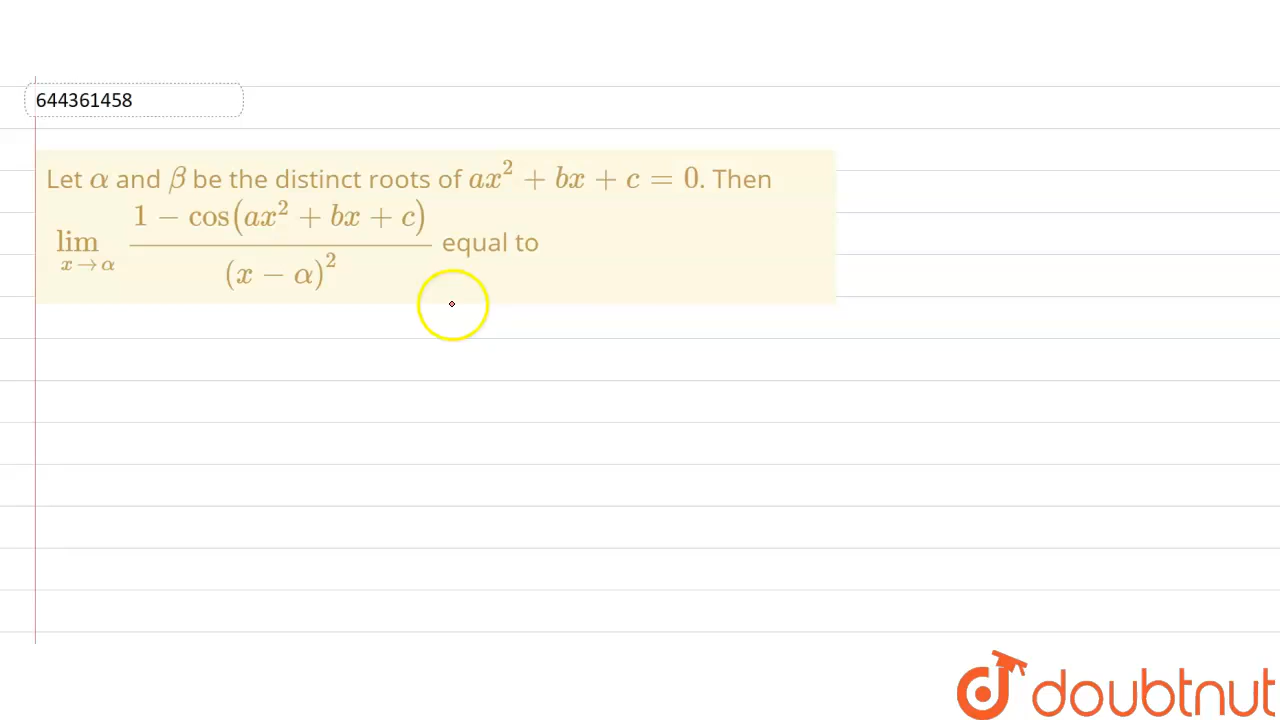 644361458
Let α and β be the distinct roots of ax² + bx + c = 0. Then
lim x→α (1 − cos(ax² + bx + c)) / (x − α)² equal to
doubtnut